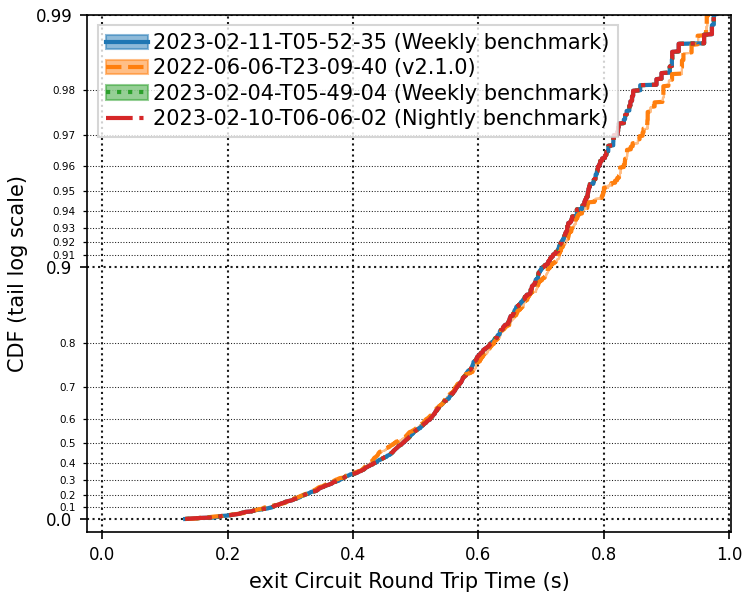 0.99
2023-02-11-T05-52-35 (Weekly benchmark)
2022-06-06-T23-09-40 (v2.1.0)
2023-02-04-T05-49-04 (Weekly benchmark)
2023-02-10-T06-06-02 (Nightly benchmark)
0.98
0.97
0.96
0.95
0.94
0.93
0.92
0.91
0.9
0.8
0.7
0.6
0.5
0.4
0.3
0.2
0.1
0.0
CDF (tail log scale)
0.0 0.2 0.4 0.6 0.8 1.0
exit Circuit Round Trip Time (s)